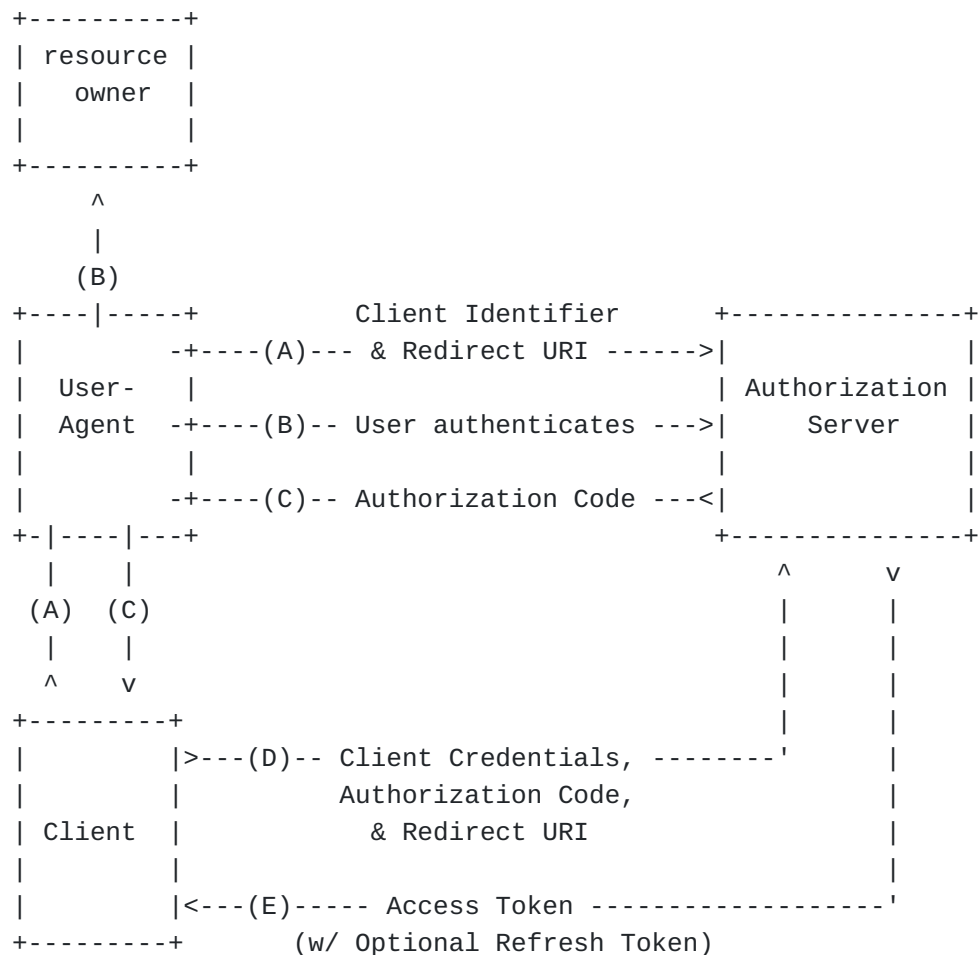 +----------+
| resource |
|   owner  |
|          |
+----------+
     ^
     |
    (B)
+----|-----+          Client Identifier      +---------------+
|         -+----(A)--- & Redirect URI ------>|               |
|  User-   |                                 | Authorization |
|  Agent  -+----(B)-- User authenticates --->|     Server    |
|          |                                 |               |
|         -+----(C)-- Authorization Code ---<|               |
+-|----|---+                                 +---------------+
  |    |                                         ^      v
 (A)  (C)                                        |      |
  |    |                                         |      |
  ^    v                                         |      |
+---------+                                      |      |
|         |>---(D)-- Client Credentials, --------'      |
|         |          Authorization Code,                |
| Client  |            & Redirect URI                   |
|         |                                             |
|         |<---(E)----- Access Token -------------------'
+---------+       (w/ Optional Refresh Token)